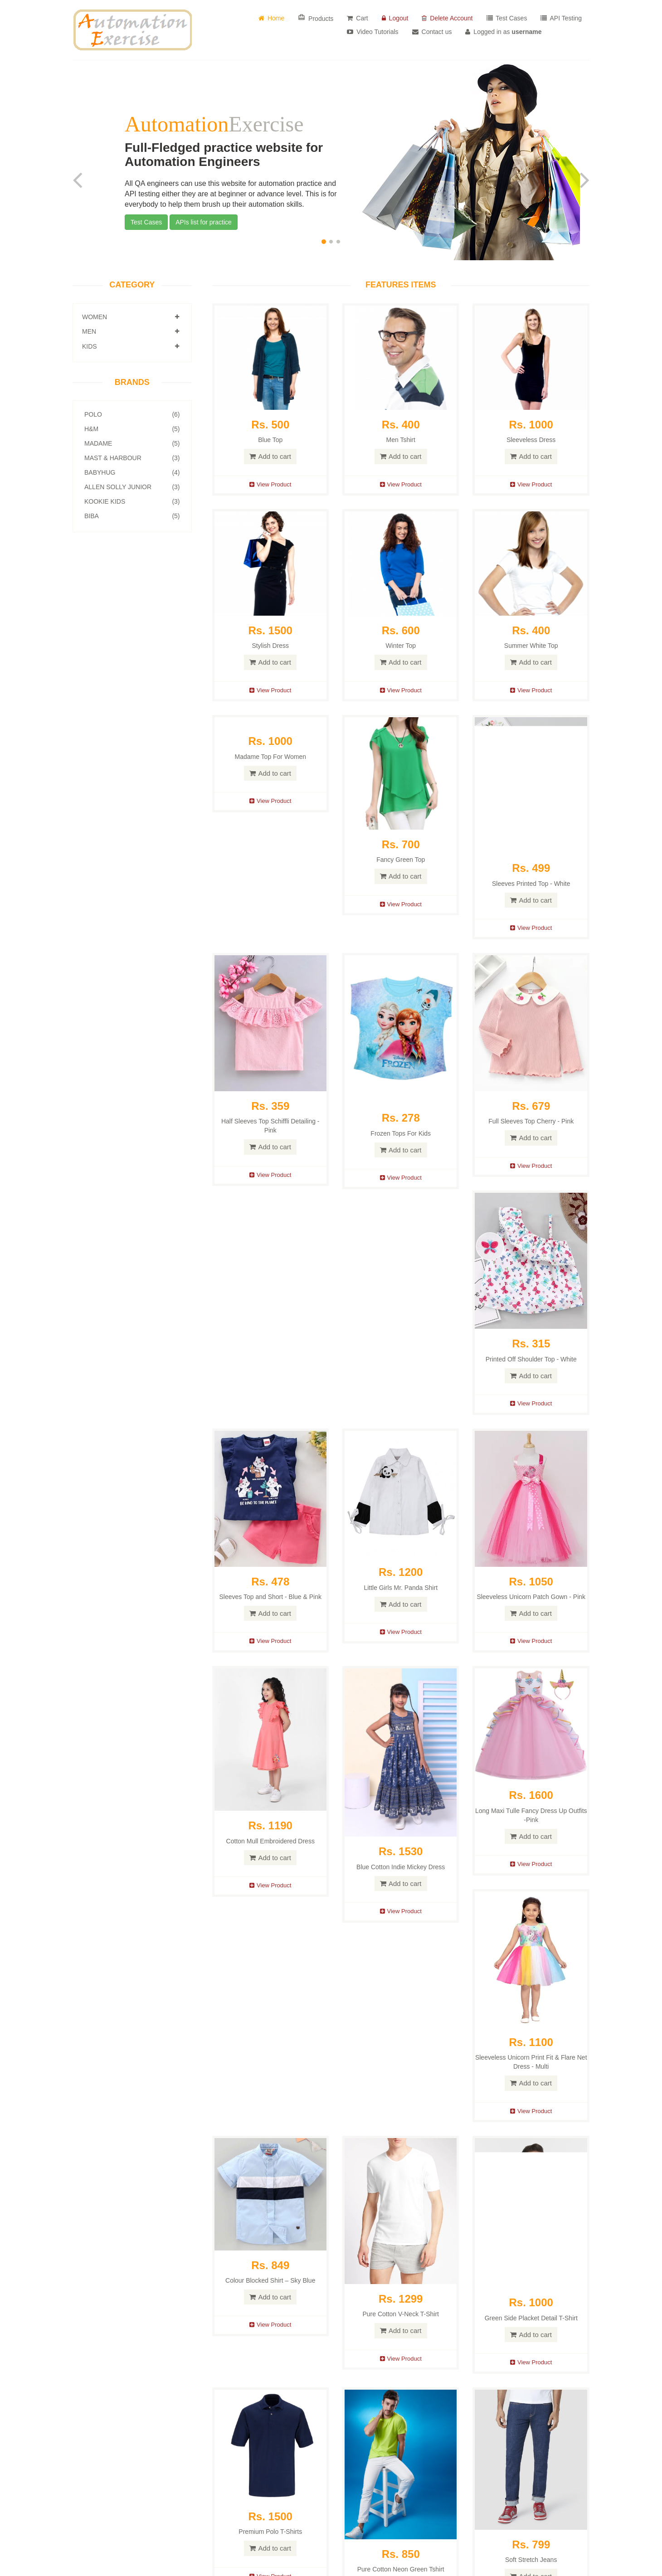 Automation
Exercise
Home
Products
Cart
Logout
Delete Account
Test Cases
API Testing
Video Tutorials
Contact us
Logged in as username
AutomationExercise
Full-Fledged practice website for
Automation Engineers
All QA engineers can use this website for automation practice and
API testing either they are at beginner or advance level. This is for
everybody to help them brush up their automation skills.
Test Cases
APIs list for practice
CATEGORY
WOMEN
MEN
KIDS
BRANDS
POLO (6)
H&M (5)
MADAME (5)
MAST & HARBOUR (3)
BABYHUG (4)
ALLEN SOLLY JUNIOR (3)
KOOKIE KIDS (3)
BIBA (5)
FEATURES ITEMS
Rs. 500
Blue Top
Add to cart
View Product
Rs. 400
Men Tshirt
Add to cart
View Product
Rs. 1000
Sleeveless Dress
Add to cart
View Product
Rs. 1500
Stylish Dress
Add to cart
View Product
Rs. 600
Winter Top
Add to cart
View Product
Rs. 400
Summer White Top
Add to cart
View Product
Rs. 1000
Madame Top For Women
Add to cart
View Product
Rs. 700
Fancy Green Top
Add to cart
View Product
Rs. 499
Sleeves Printed Top - White
Add to cart
View Product
Rs. 359
Half Sleeves Top Schiffli Detailing -
Pink
Add to cart
View Product
DISNEY
FROZEN
Rs. 278
Frozen Tops For Kids
Add to cart
View Product
Rs. 679
Full Sleeves Top Cherry - Pink
Add to cart
View Product
Rs. 315
Printed Off Shoulder Top - White
Add to cart
View Product
BE KIND TO THE PLANET
Rs. 478
Sleeves Top and Short - Blue & Pink
Add to cart
View Product
Rs. 1200
Little Girls Mr. Panda Shirt
Add to cart
View Product
Rs. 1050
Sleeveless Unicorn Patch Gown - Pink
Add to cart
View Product
Rs. 1190
Cotton Mull Embroidered Dress
Add to cart
View Product
Rs. 1530
Blue Cotton Indie Mickey Dress
Add to cart
View Product
Rs. 1600
Long Maxi Tulle Fancy Dress Up Outfits
-Pink
Add to cart
View Product
Rs. 1100
Sleeveless Unicorn Print Fit & Flare Net
Dress - Multi
Add to cart
View Product
Rs. 849
Colour Blocked Shirt – Sky Blue
Add to cart
View Product
Rs. 1299
Pure Cotton V-Neck T-Shirt
Add to cart
View Product
Rs. 1000
Green Side Placket Detail T-Shirt
Add to cart
View Product
Rs. 1500
Premium Polo T-Shirts
Add to cart
View Product
Rs. 850
Pure Cotton Neon Green Tshirt
Rs. 799
Soft Stretch Jeans
Add to cart